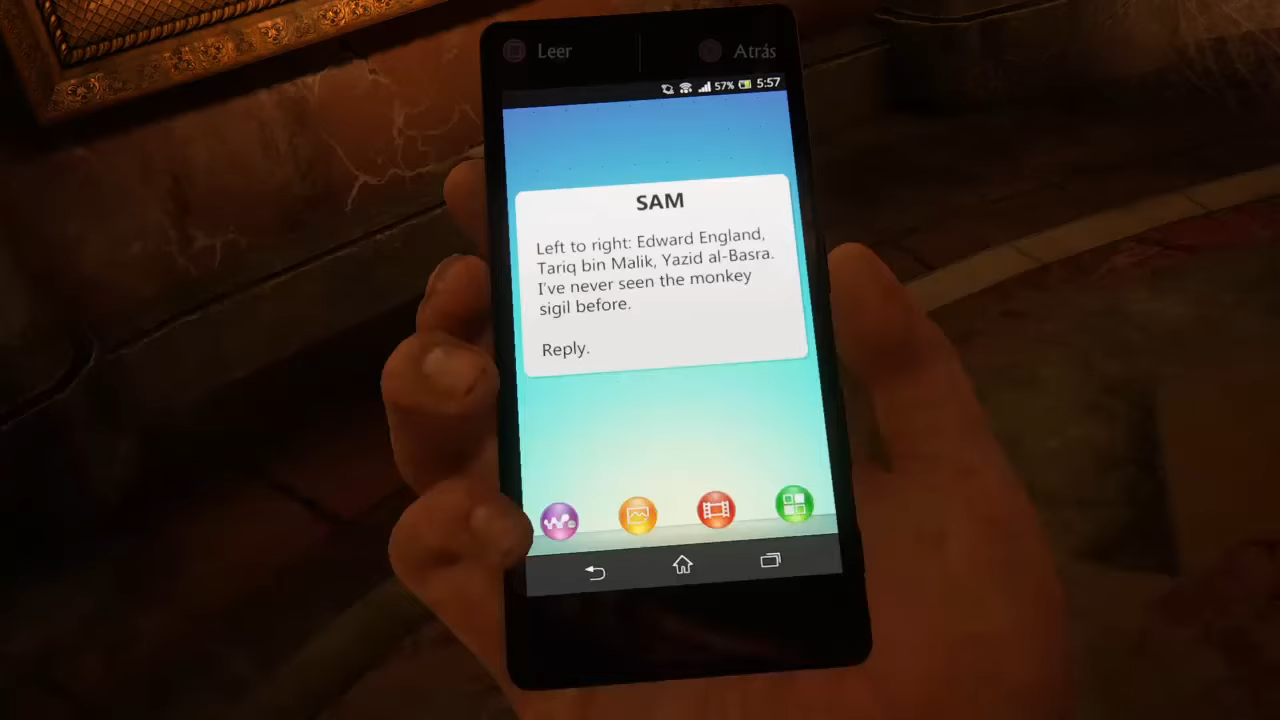 Leer
Atrás
57% 5:57
SAM
Left to right: Edward England,
Tariq bin Malik, Yazid al-Basra.
I've never seen the monkey
sigil before.
Reply.